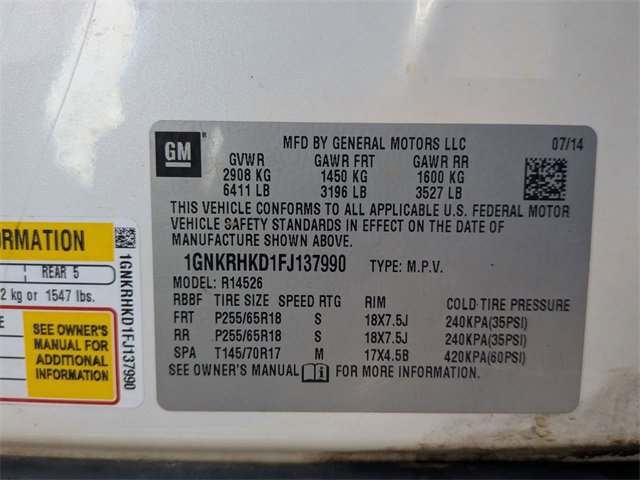 GM ®
MFD BY GENERAL MOTORS LLC 07/14
GVWR GAWR FRT GAWR RR
2908 KG 1450 KG 1600 KG
6411 LB 3196 LB 3527 LB
THIS VEHICLE CONFORMS TO ALL APPLICABLE U.S. FEDERAL MOTOR
VEHICLE SAFETY STANDARDS IN EFFECT ON THE DATE OF
MANUFACTURE SHOWN ABOVE.
1GNKRHKD1FJ137990 TYPE: M.P.V.
MODEL: R14526
RBBF TIRE SIZE SPEED RTG RIM COLD TIRE PRESSURE
FRT P255/65R18 S 18X7.5J 240KPA(35PSI)
RR P255/65R18 S 18X7.5J 240KPA(35PSI)
SPA T145/70R17 M 17X4.5B 420KPA(60PSI)
SEE OWNER'S MANUAL i FOR MORE INFORMATION.
ORMATION
REAR 5
2 kg or 1547 lbs.
SEE OWNER'S
MANUAL FOR
ADDITIONAL
INFORMATION
1GNKRHKD1FJ137990